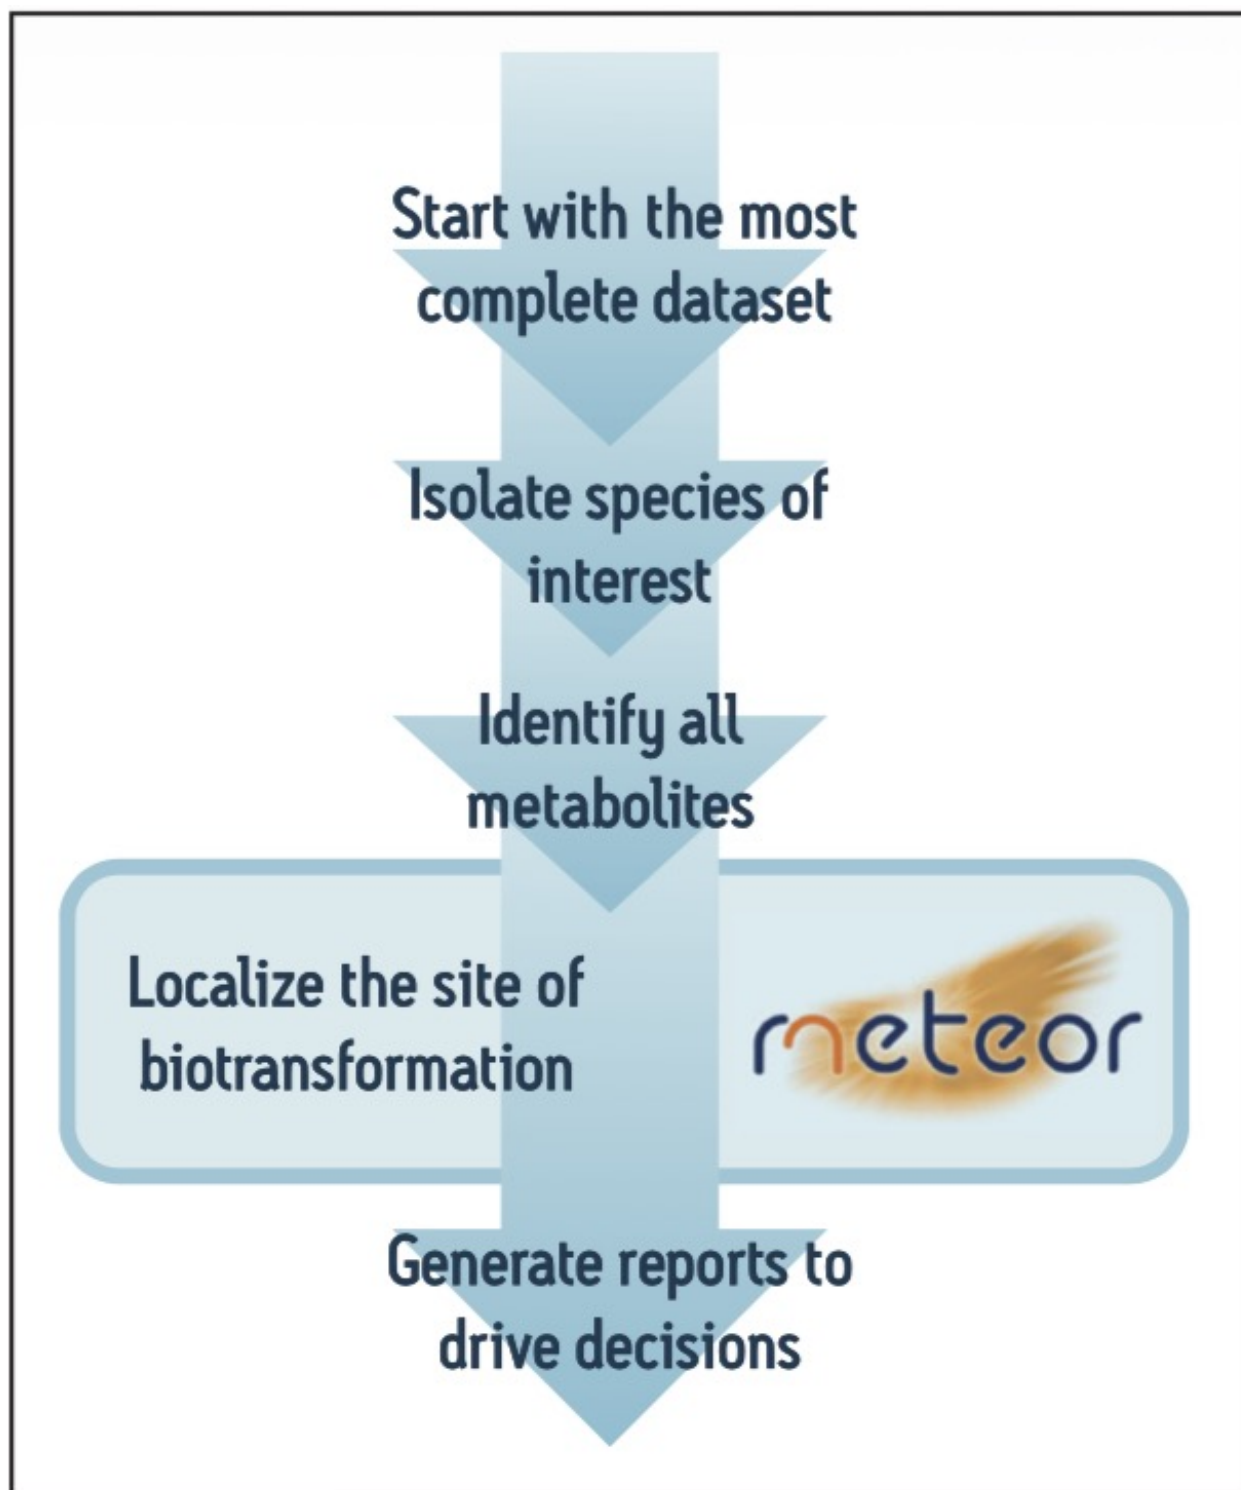 Start with the most
complete dataset
Isolate species of
interest
Identify all
metabolites
Localize the site of
biotransformation
meteor
Generate reports to
drive decisions